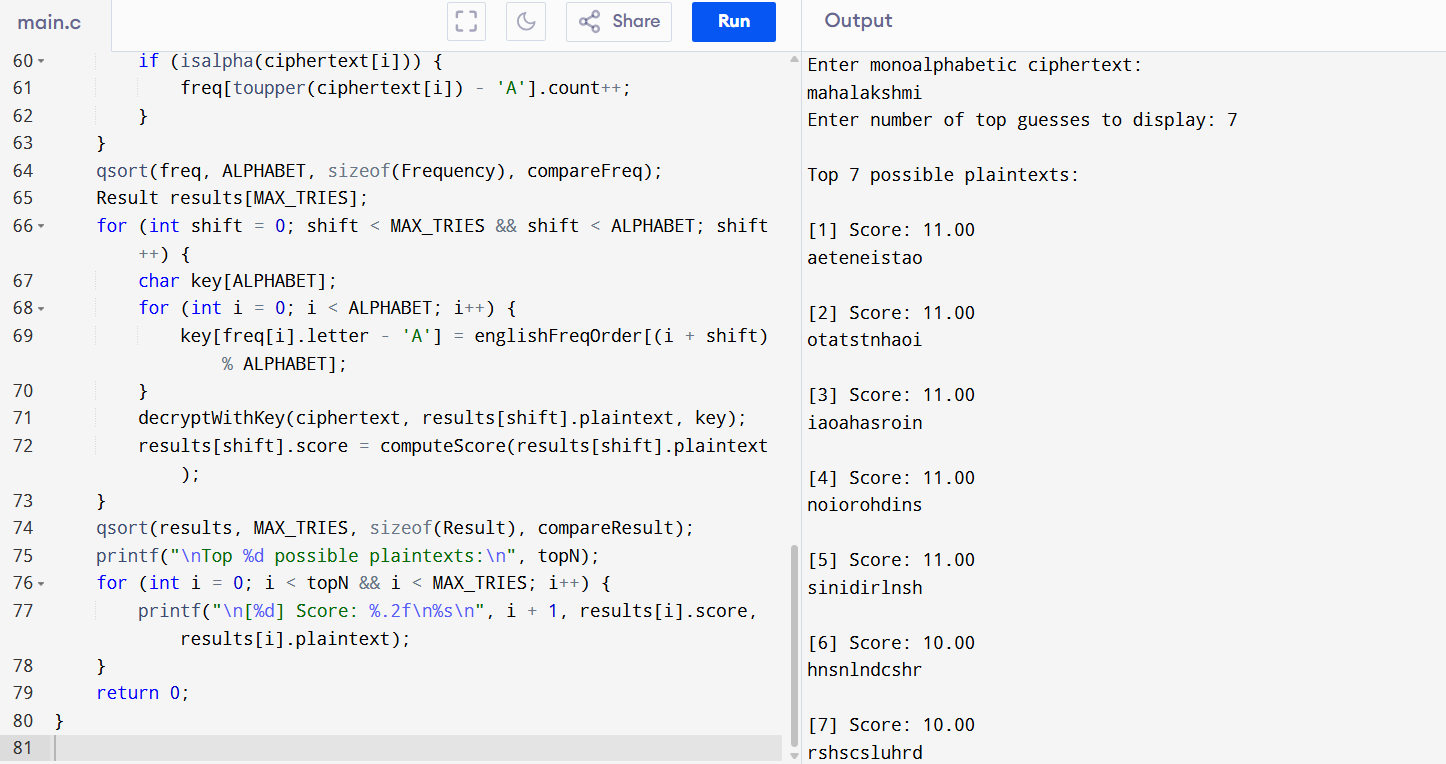 main.c
Share
Run
Output
60 if (isalpha(ciphertext[i])) {
61 freq[toupper(ciphertext[i]) - 'A'].count++;
62 }
63 }
64 qsort(freq, ALPHABET, sizeof(Frequency), compareFreq);
65 Result results[MAX_TRIES];
66 for (int shift = 0; shift < MAX_TRIES && shift < ALPHABET; shift
++) {
67 char key[ALPHABET];
68 for (int i = 0; i < ALPHABET; i++) {
69 key[freq[i].letter - 'A'] = englishFreqOrder[(i + shift)
% ALPHABET];
70 }
71 decryptWithKey(ciphertext, results[shift].plaintext, key);
72 results[shift].score = computeScore(results[shift].plaintext
);
73 }
74 qsort(results, MAX_TRIES, sizeof(Result), compareResult);
75 printf("\nTop %d possible plaintexts:\n", topN);
76 for (int i = 0; i < topN && i < MAX_TRIES; i++) {
77 printf("\n[%d] Score: %.2f\n%s\n", i + 1, results[i].score,
results[i].plaintext);
78 }
79 return 0;
80 }
81
Enter monoalphabetic ciphertext:
mahalakshmi
Enter number of top guesses to display: 7
Top 7 possible plaintexts:
[1] Score: 11.00
aeteneistao
[2] Score: 11.00
otatstnhaoi
[3] Score: 11.00
iaoahasroin
[4] Score: 11.00
noiorohdins
[5] Score: 11.00
sinidirlnsh
[6] Score: 10.00
hnsnlndcshr
[7] Score: 10.00
rshscsluhrd